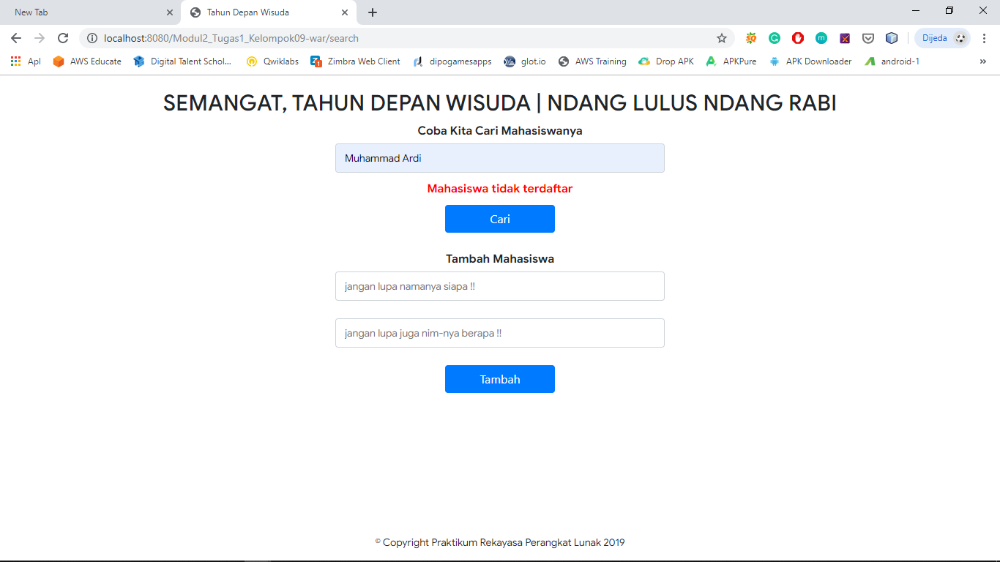 New Tab
Tahun Depan Wisuda
localhost:8080/Modul2_Tugas1_Kelompok09-war/search
Dijeda
Apl
AWS Educate
Digital Talent Schol...
Qwiklabs
Zimbra Web Client
dipogamesapps
glot.io
AWS Training
Drop APK
APKPure
APK Downloader
android-1
»
SEMANGAT, TAHUN DEPAN WISUDA | NDANG LULUS NDANG RABI
Coba Kita Cari Mahasiswanya
Muhammad Ardi
Mahasiswa tidak terdaftar
Cari
Tambah Mahasiswa
jangan lupa namanya siapa !!
jangan lupa juga nim-nya berapa !!
Tambah
© Copyright Praktikum Rekayasa Perangkat Lunak 2019